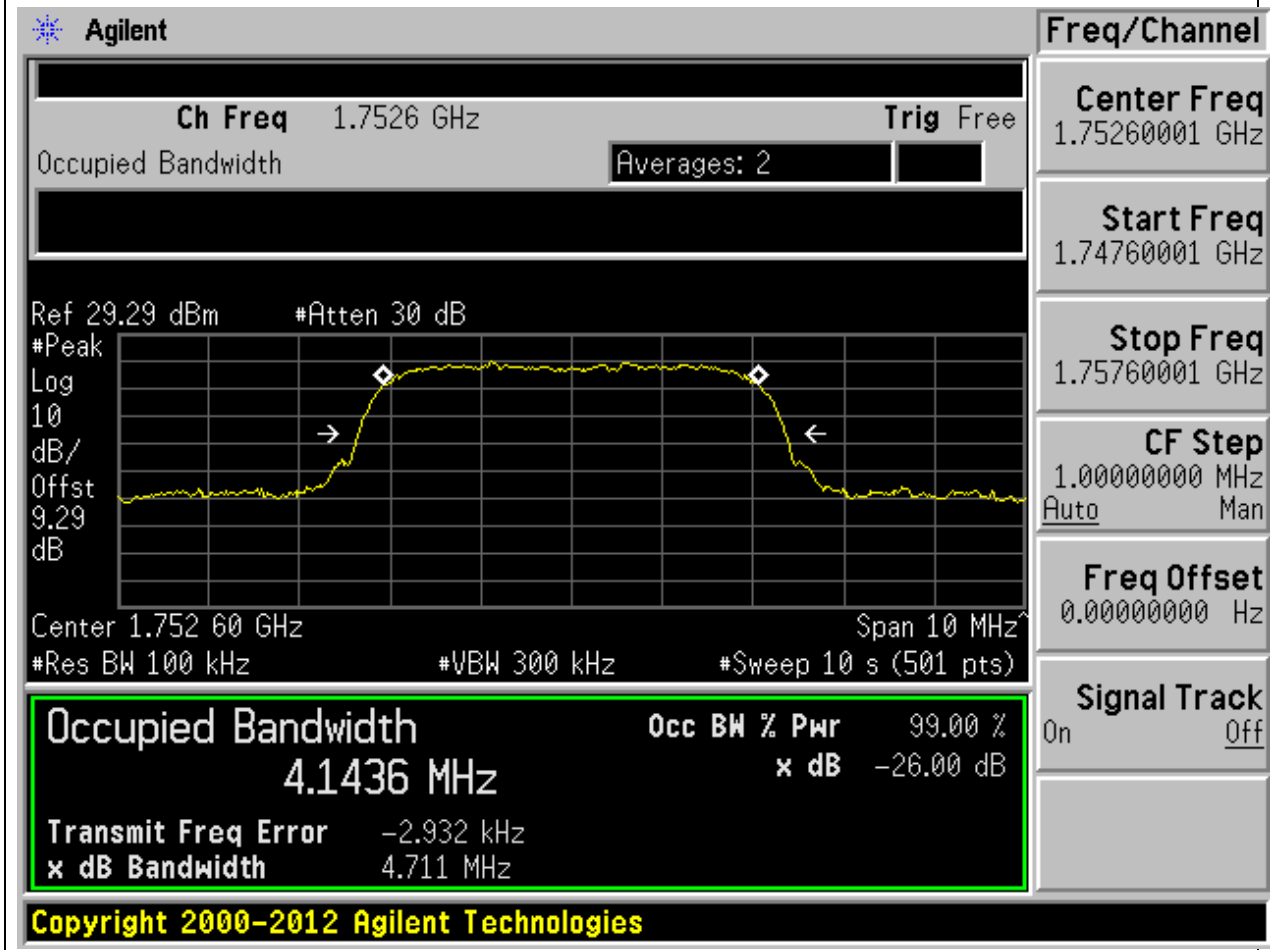 Agilent
Freq/Channel
Ch Freq 1.7526 GHz Trig Free
Occupied Bandwidth Averages: 2
Center Freq
1.75260001 GHz
Start Freq
1.74760001 GHz
Stop Freq
1.75760001 GHz
CF Step
1.00000000 MHz
Auto Man
Freq Offset
0.00000000 Hz
Signal Track
On Off
Ref 29.29 dBm #Atten 30 dB
#Peak
Log
10
dB/
Offst
9.29
dB
Center 1.752 60 GHz Span 10 MHz^
#Res BW 100 kHz #VBW 300 kHz #Sweep 10 s (501 pts)
Occupied Bandwidth Occ BW % Pwr 99.00 %
4.1436 MHz x dB -26.00 dB
Transmit Freq Error -2.932 kHz
x dB Bandwidth 4.711 MHz
Copyright 2000-2012 Agilent Technologies